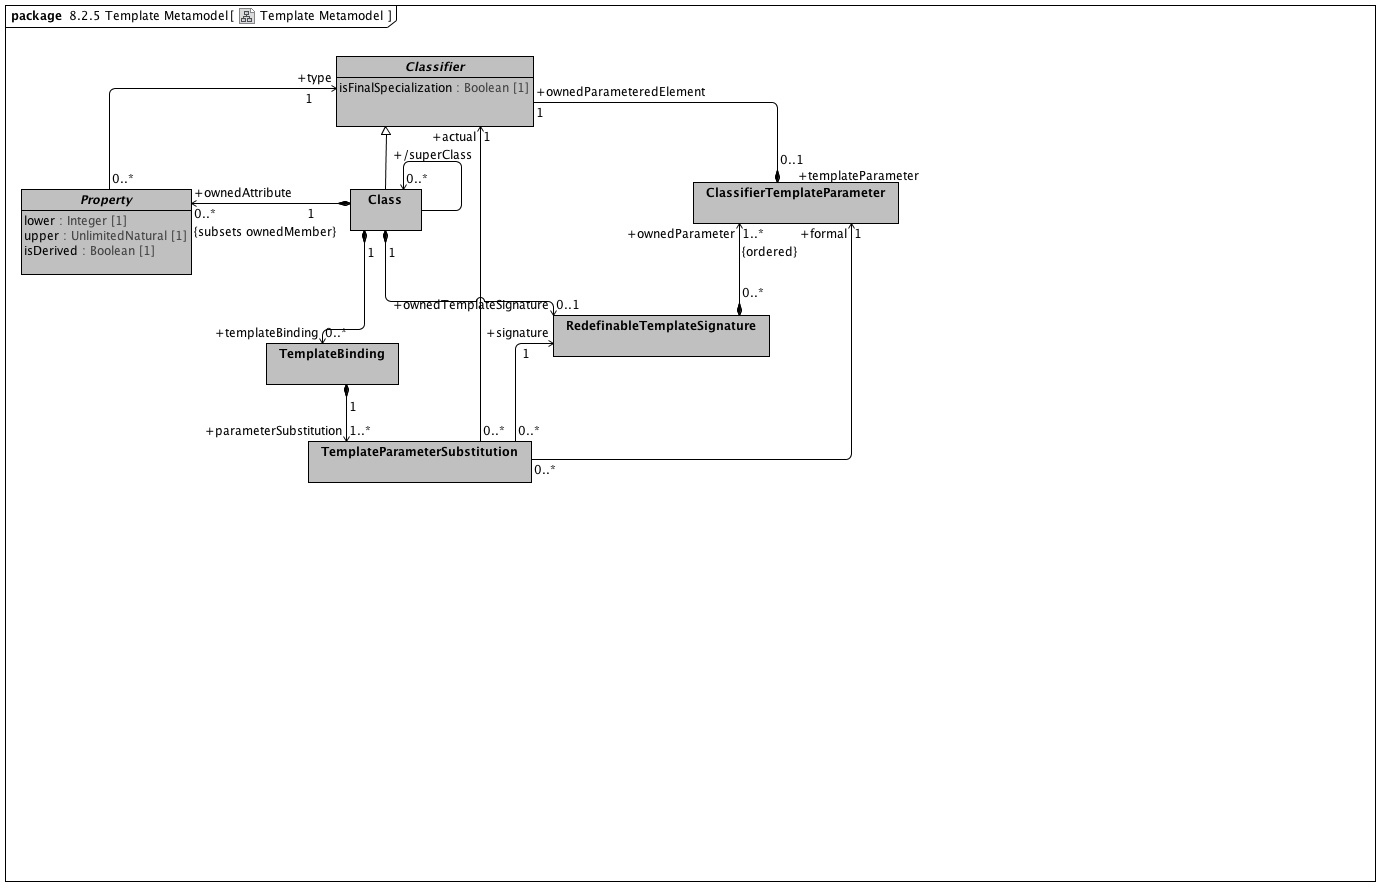 package 8.2.5 Template Metamodel[ Template Metamodel ]
Classifier
isFinalSpecialization : Boolean [1]
+type
1
+ownedParameteredElement
1
+actual
1
+/superClass
0..*
0..1
+templateParameter
0..*
Property
lower : Integer [1]
upper : UnlimitedNatural [1]
isDerived : Boolean [1]
+ownedAttribute
0..*
1
{subsets ownedMember}
Class
ClassifierTemplateParameter
+ownedParameter
1..*
{ordered}
+formal
1
1
1
0..*
+ownedTemplateSignature
0..1
RedefinableTemplateSignature
+templateBinding
0..*
+signature
1
TemplateBinding
1
+parameterSubstitution
1..*
0..*
0..*
TemplateParameterSubstitution
0..*